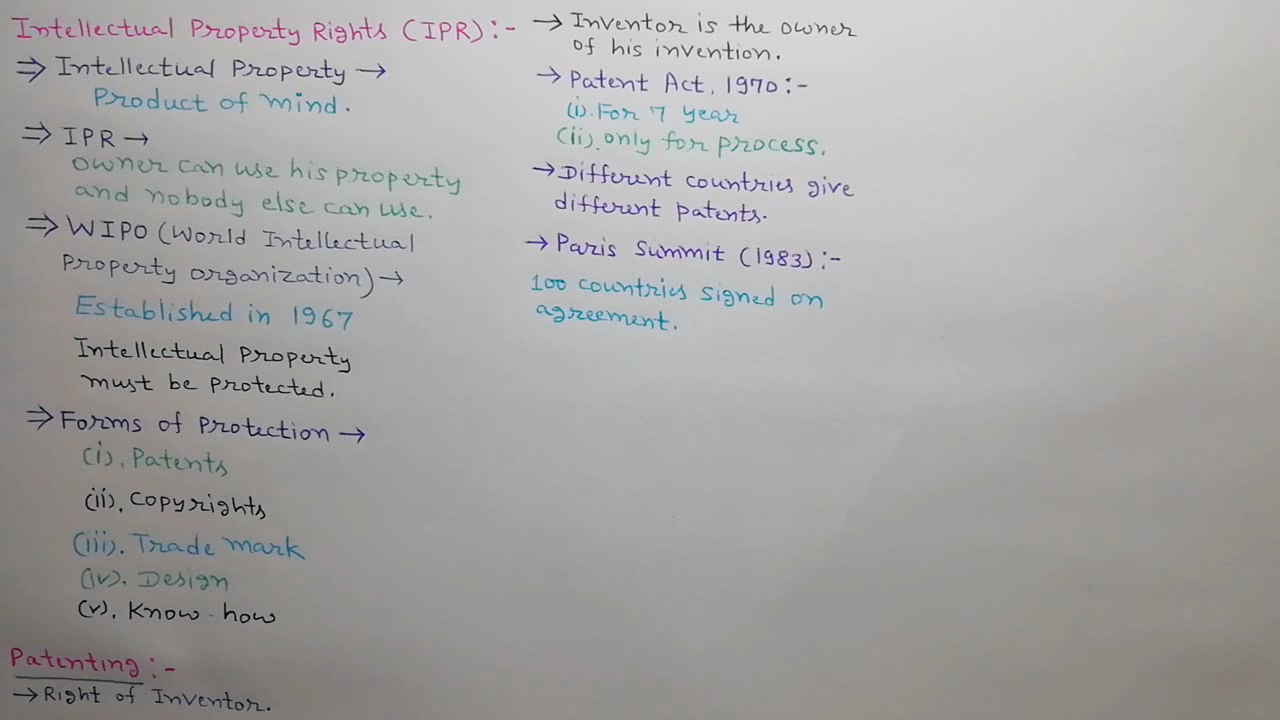 Intellectual Property Rights (IPR):-
⇒ Intellectual Property →
Product of mind.
⇒ IPR →
owner can use his property
and nobody else can use.
⇒ WIPO (World Intellectual
Property organization) →
Established in 1967
Intellectual Property
must be protected.
⇒ Forms of protection →
(i). Patents
(ii). Copyrights
(iii). Trade mark
(iv). Design
(v). Know-how
Patenting:-
→ Right of Inventor.
→ Inventor is the owner
of his invention.
→ Patent Act, 1970:-
(i). For 7 year
(ii). only for process.
→ Different countries give
different patents.
→ Paris Summit (1983):-
100 countries signed on
agreement.